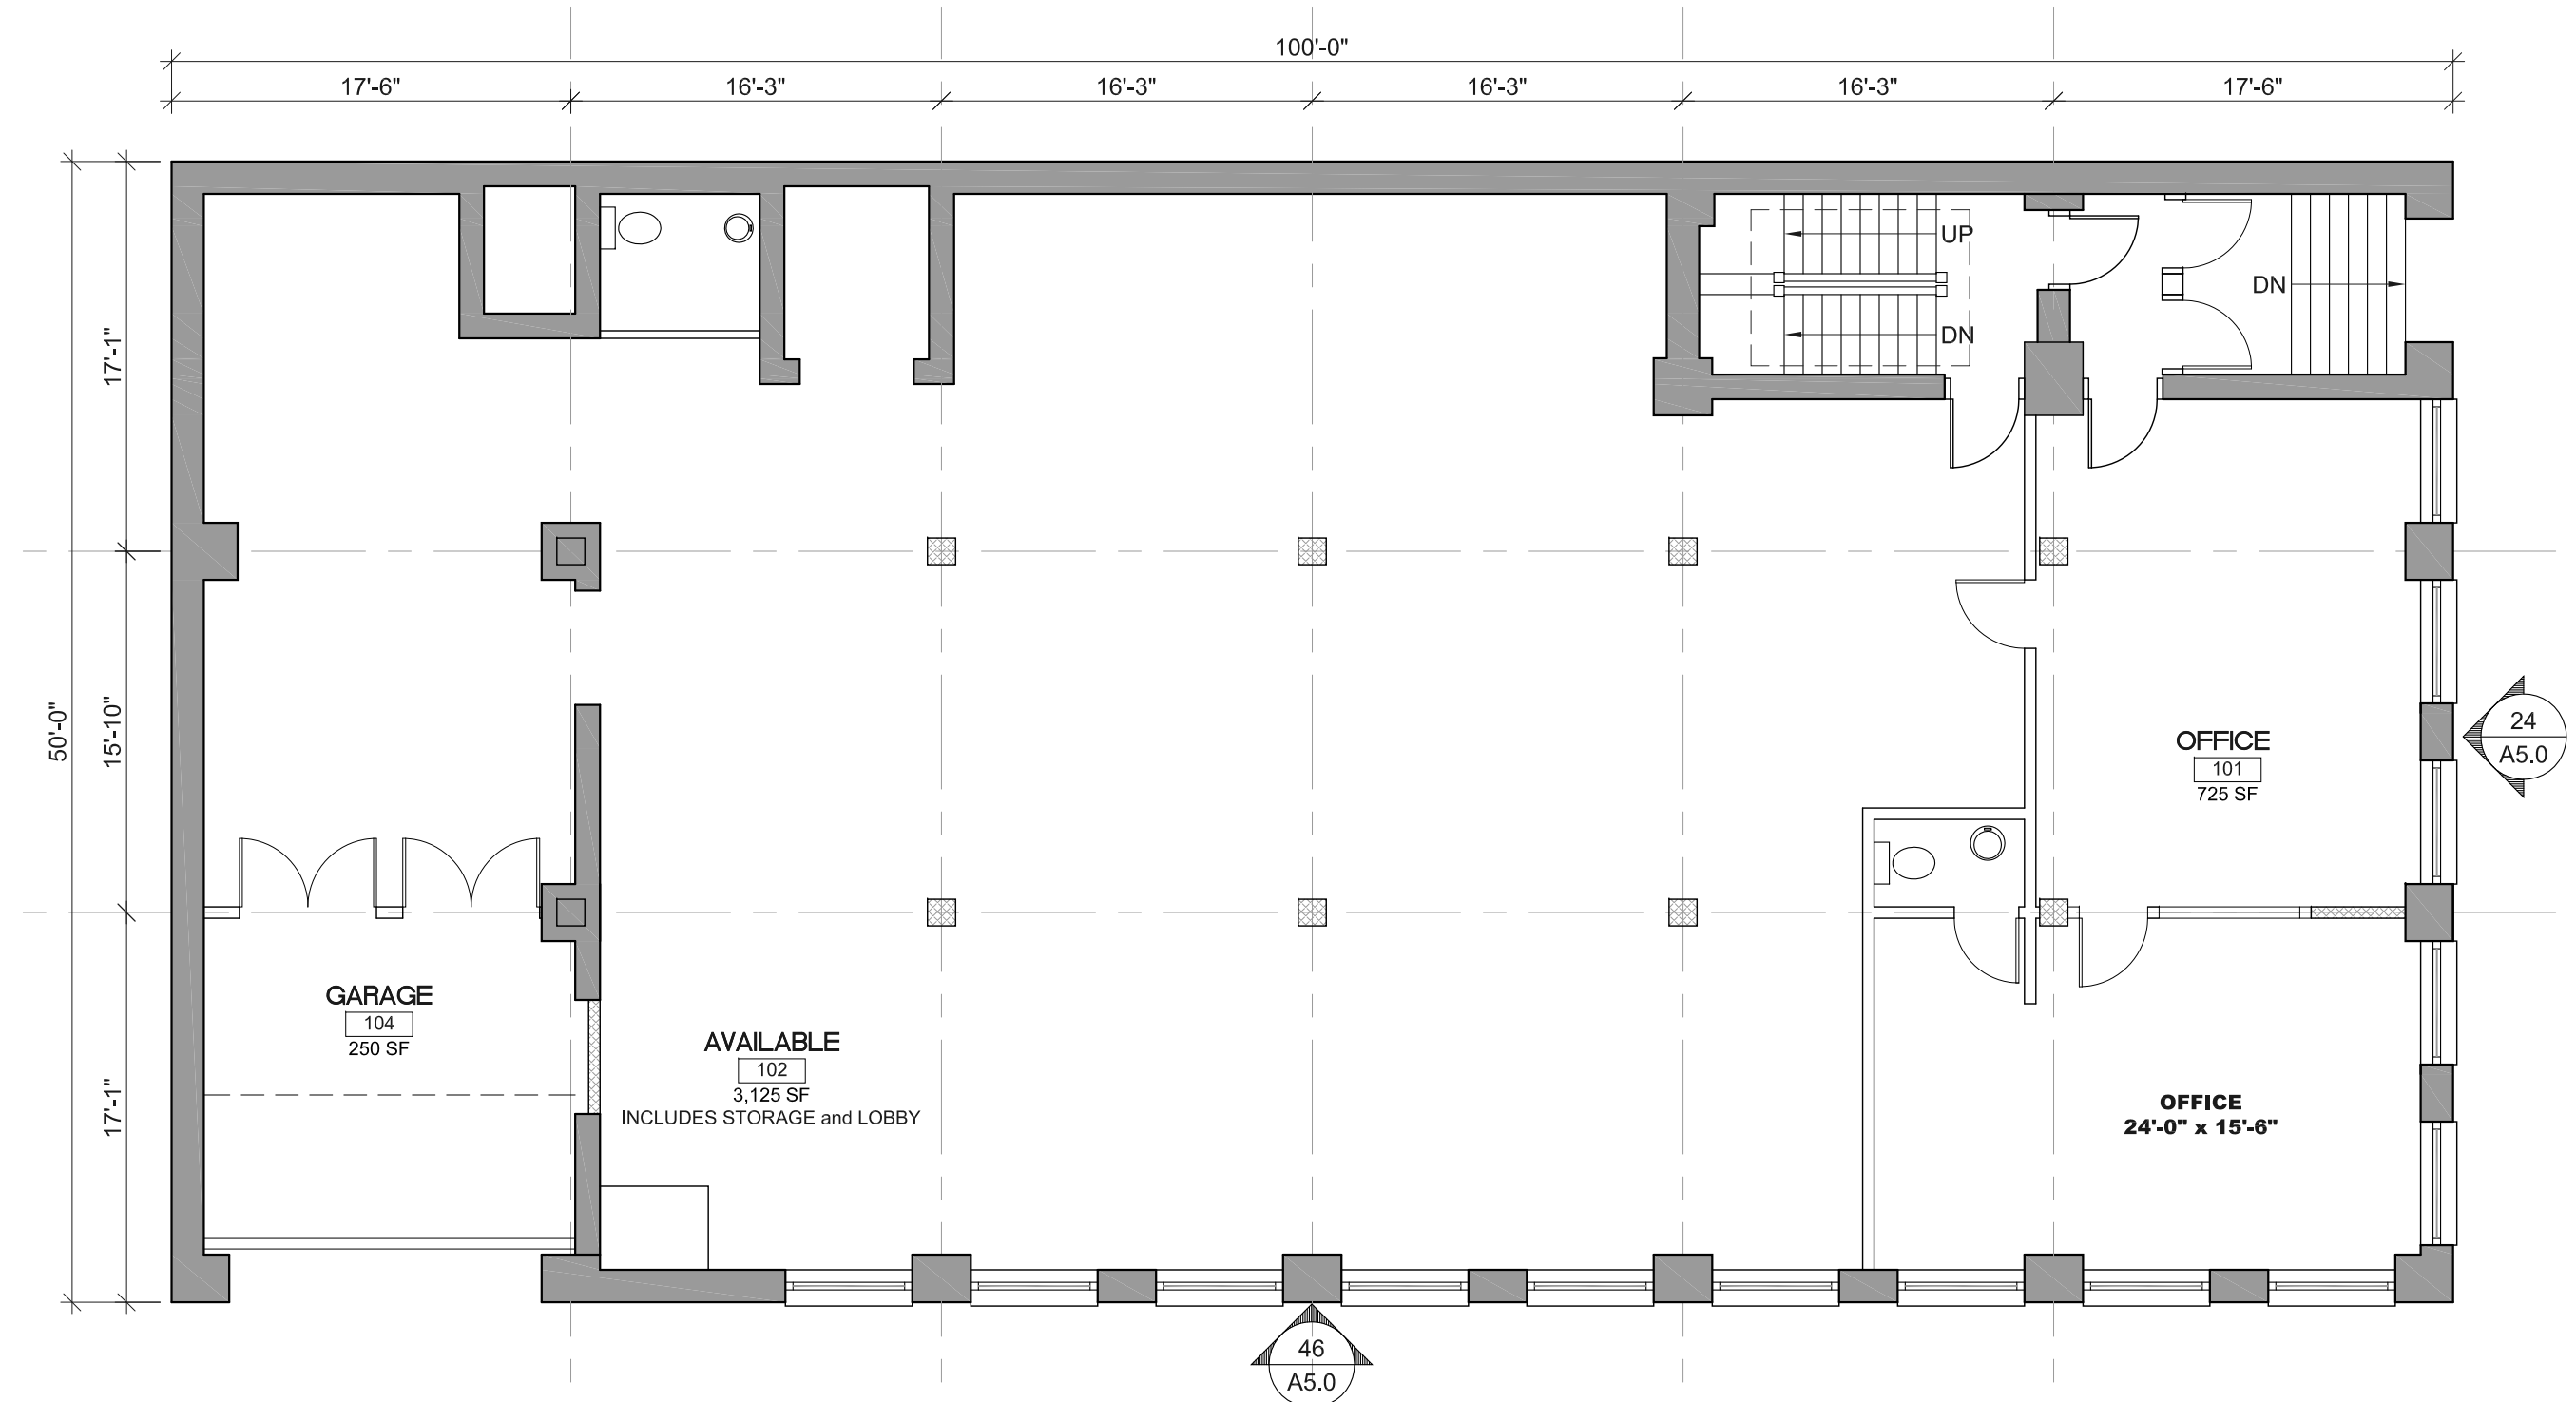 100'-0"
17'-6"
16'-3"
16'-3"
16'-3"
16'-3"
17'-6"
UP
DN
DN
17'-1"
50'-0"
15'-10"
17'-1"
OFFICE
101
725 SF
24
A5.0
GARAGE
104
250 SF
AVAILABLE
102
3,125 SF
INCLUDES STORAGE and LOBBY
OFFICE
24'-0" x 15'-6"
46
A5.0